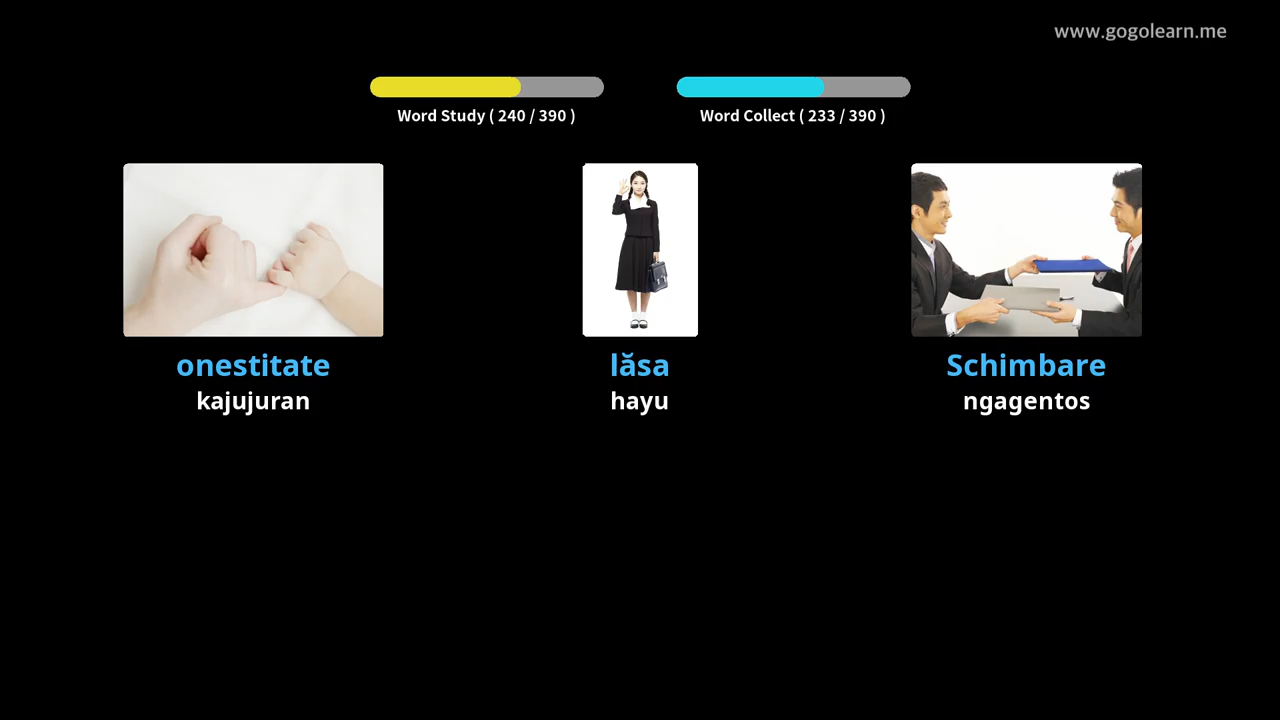 www.gogolearn.me
Word Study ( 240 / 390 )
Word Collect ( 233 / 390 )
onestitate
lăsa
Schimbare
kajujuran
hayu
ngagentos